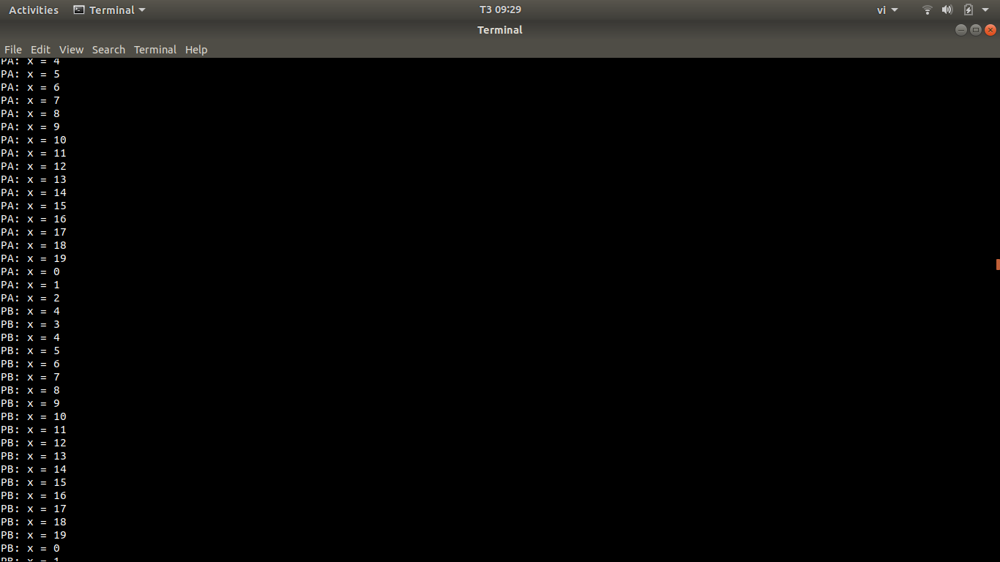 Activities Terminal T3 09:29 vi
Terminal
File Edit View Search Terminal Help
PA: x = 4
PA: x = 5
PA: x = 6
PA: x = 7
PA: x = 8
PA: x = 9
PA: x = 10
PA: x = 11
PA: x = 12
PA: x = 13
PA: x = 14
PA: x = 15
PA: x = 16
PA: x = 17
PA: x = 18
PA: x = 19
PA: x = 0
PA: x = 1
PA: x = 2
PB: x = 4
PB: x = 3
PB: x = 4
PB: x = 5
PB: x = 6
PB: x = 7
PB: x = 8
PB: x = 9
PB: x = 10
PB: x = 11
PB: x = 12
PB: x = 13
PB: x = 14
PB: x = 15
PB: x = 16
PB: x = 17
PB: x = 18
PB: x = 19
PB: x = 0
PB: x = 1